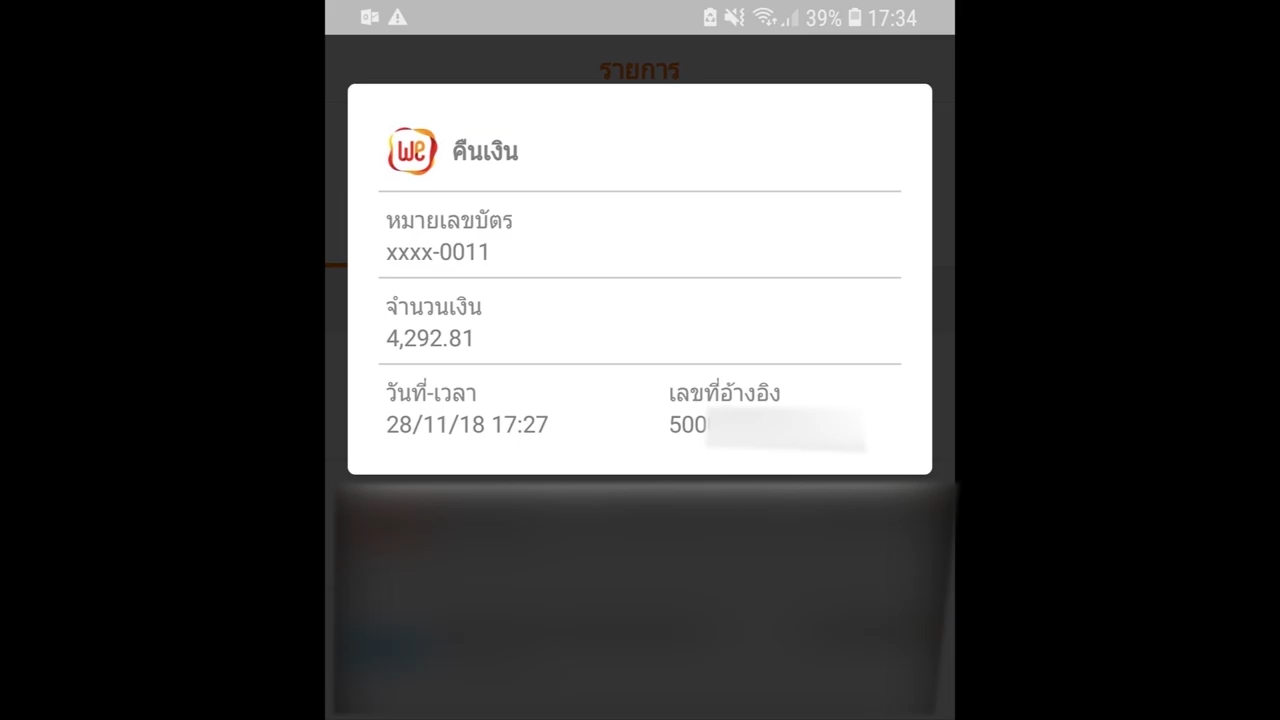 39% 17:34
รายการ
we คืนเงิน
หมายเลขบัตร
xxxx-0011
จำนวนเงิน
4,292.81
วันที่-เวลา เลขที่อ้างอิง
28/11/18 17:27 500